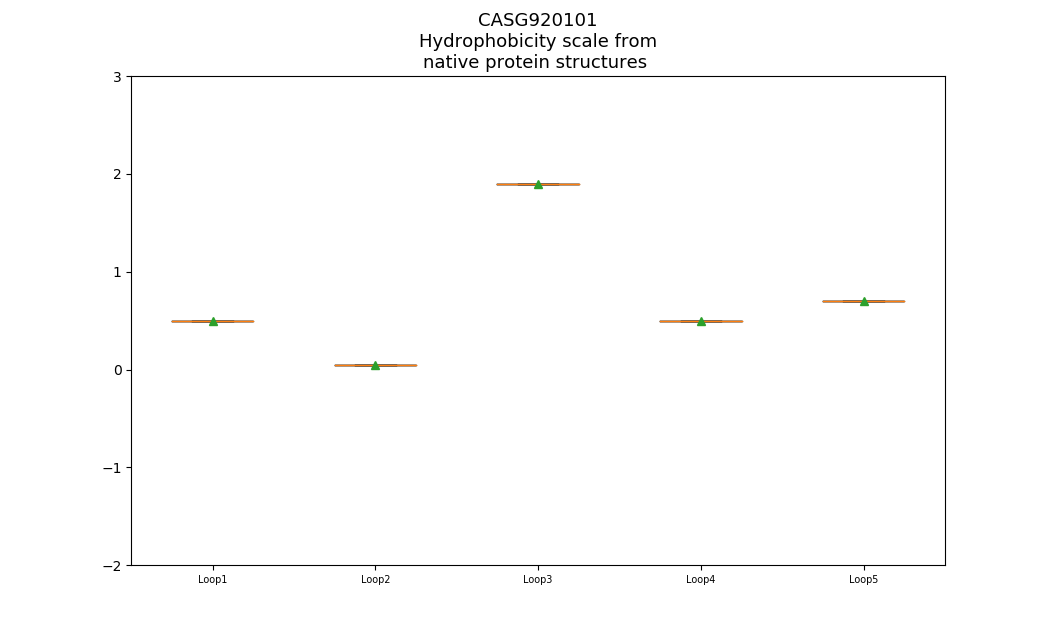 CASG920101
Hydrophobicity scale from
native protein structures
3
2
1
0
−1
−2
Loop1 Loop2 Loop3 Loop4 Loop5